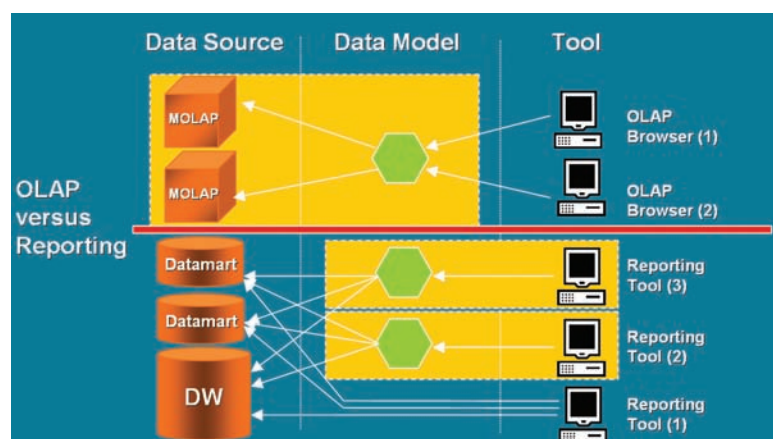 Data Source
Data Model
Tool
MOLAP
OLAP
Browser (1)
MOLAP
OLAP
Browser (2)
OLAP
versus
Reporting
Datamart
Reporting
Tool (3)
Datamart
Reporting
Tool (2)
DW
Reporting
Tool (1)